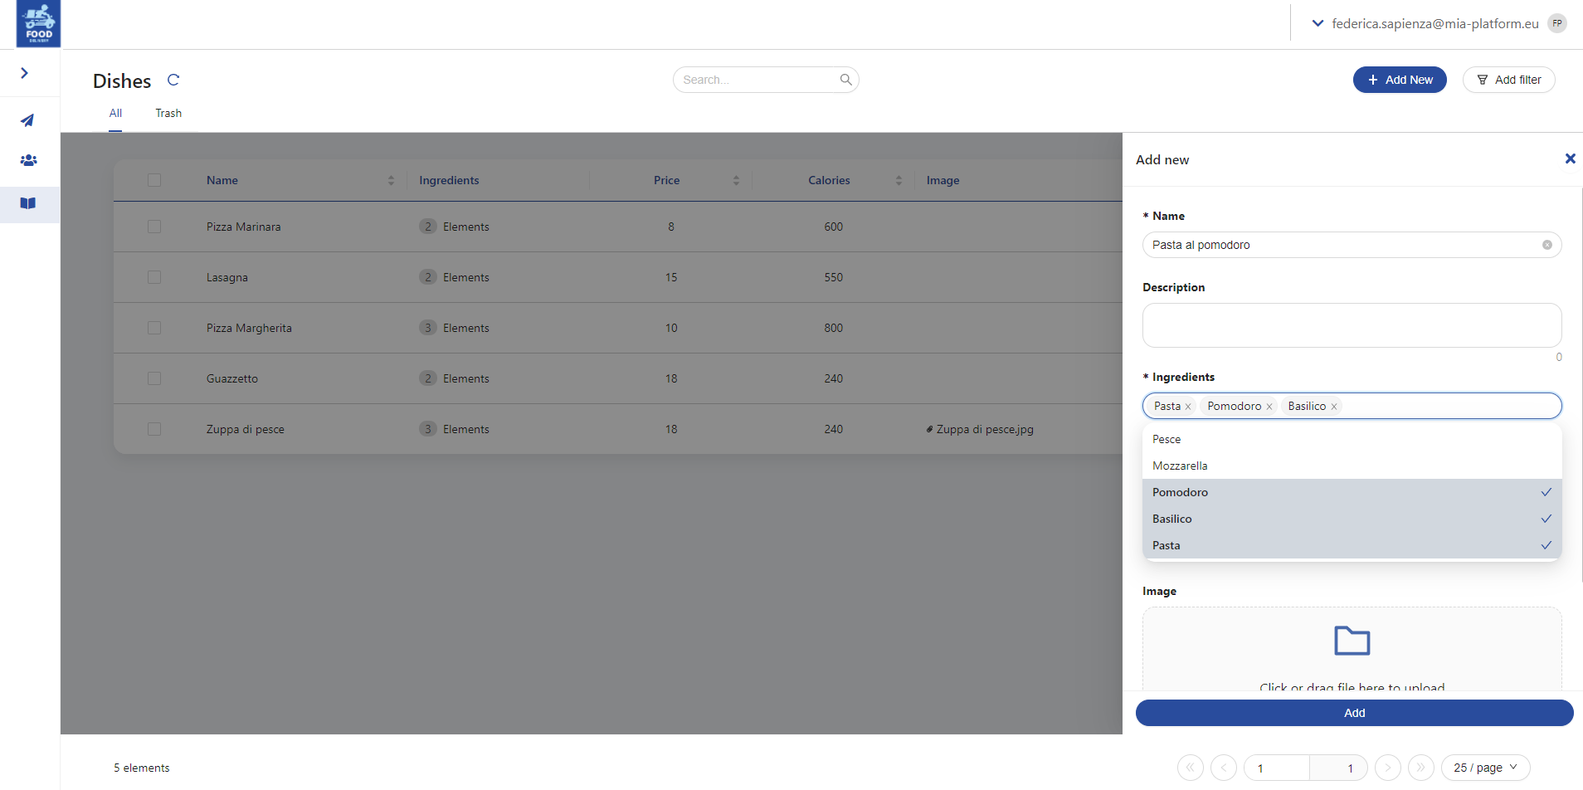 FOOD
DELIVERY
federica.sapienza@mia-platform.eu FP
Dishes
Search...
Add New
Add filter
All Trash
Add new
Name Ingredients Price Calories Image
Pizza Marinara 2 Elements 8 600
Lasagna 2 Elements 15 550
Pizza Margherita 3 Elements 10 800
Guazzetto 2 Elements 18 240
Zuppa di pesce 3 Elements 18 240 Zuppa di pesce.jpg
* Name
Pasta al pomodoro
Description
0
* Ingredients
Pasta × Pomodoro × Basilico ×
Pesce
Mozzarella
Pomodoro
Basilico
Pasta
Image
Click or drag file here to upload
Add
5 elements
1 1 25 / page